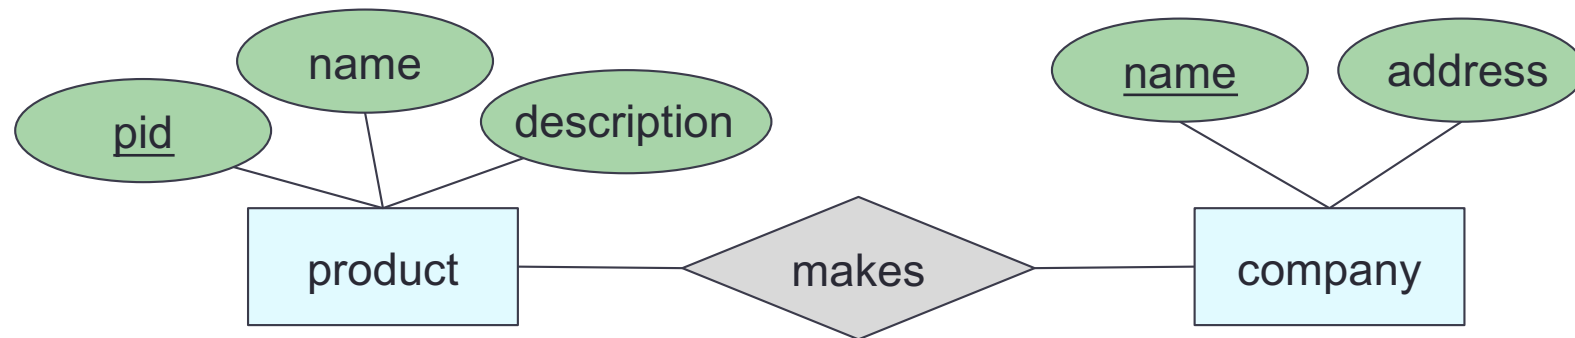 pid
name
description
name
address
product
makes
company